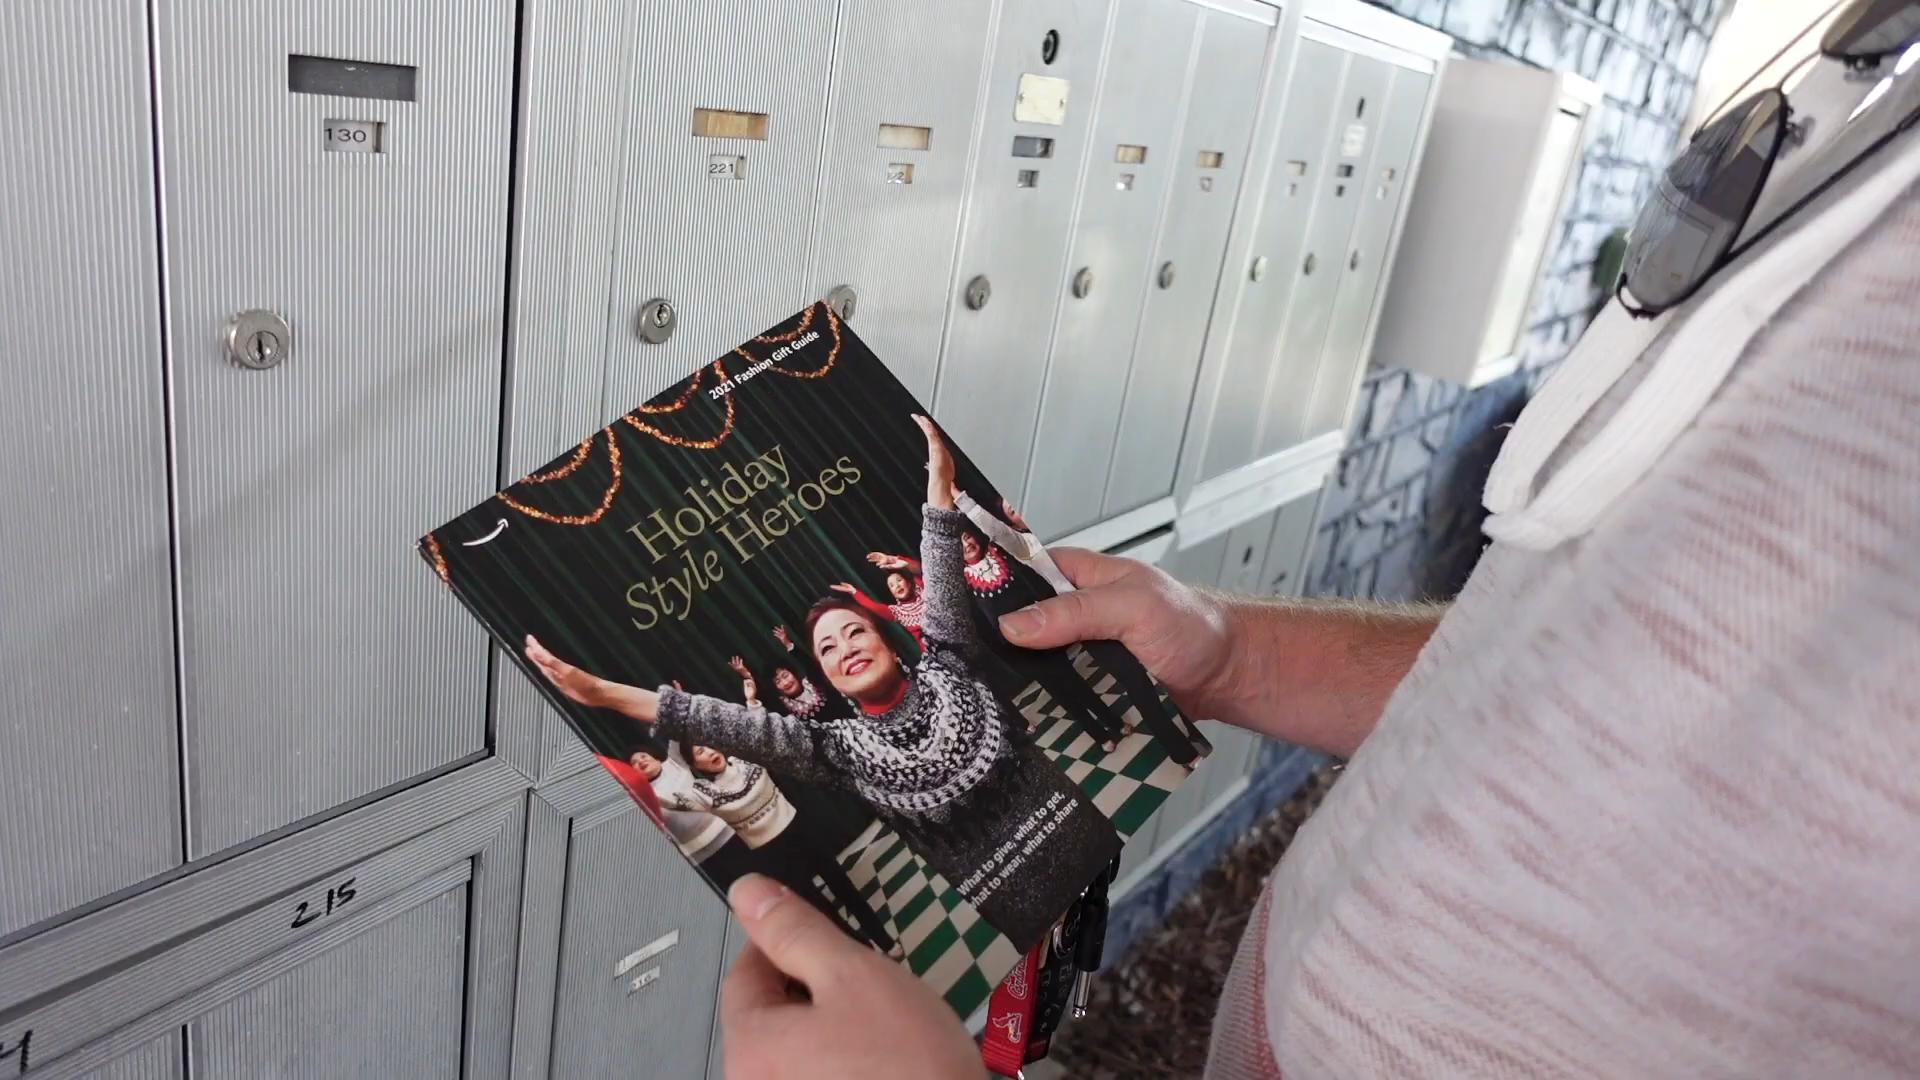 130
221
2021 Fashion Gift Guide
Holiday
Style Heroes
What to give, what to get,
what to wear, what to share
215
Cardinals